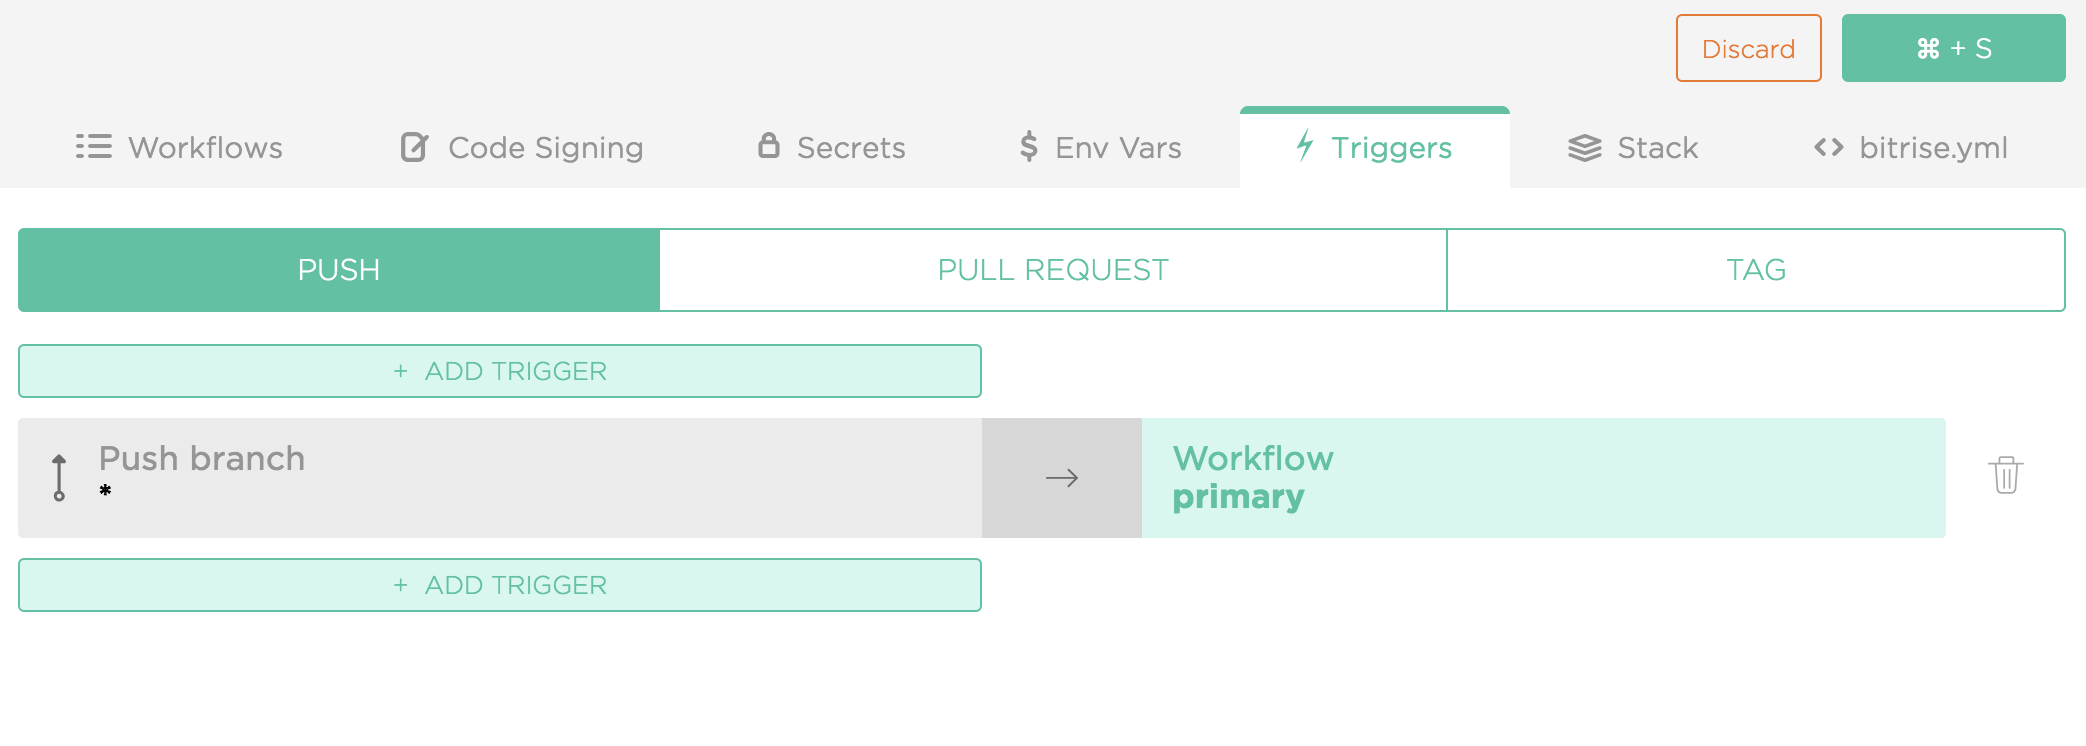 Discard
⌘ + S
Workflows
Code Signing
Secrets
$ Env Vars
Triggers
Stack
<> bitrise.yml
PUSH
PULL REQUEST
TAG
+ ADD TRIGGER
Push branch
*
→
Workflow
primary
+ ADD TRIGGER